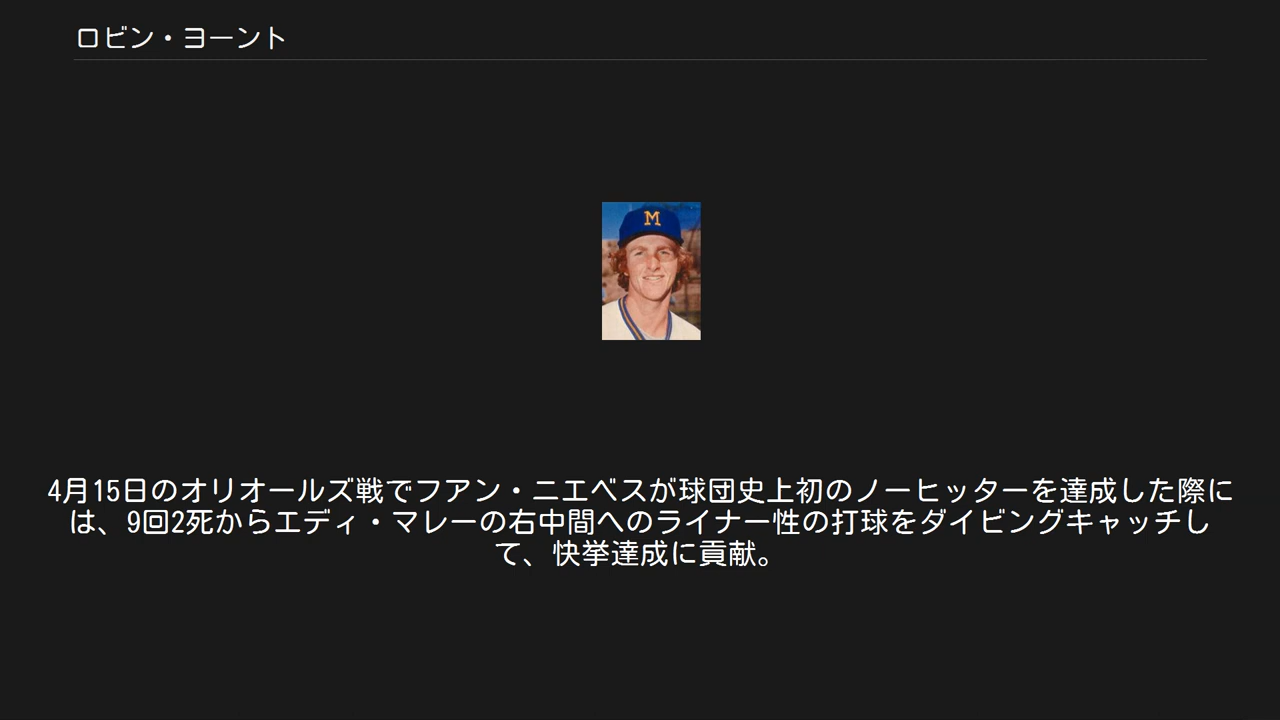 ロビン・ヨーント
M
4月15日のオリオールズ戦でフアン・ニエベスが球団史上初のノーヒッターを達成した際に
は、9回2死からエディ・マレーの右中間へのライナー性の打球をダイビングキャッチし
て、快挙達成に貢献。